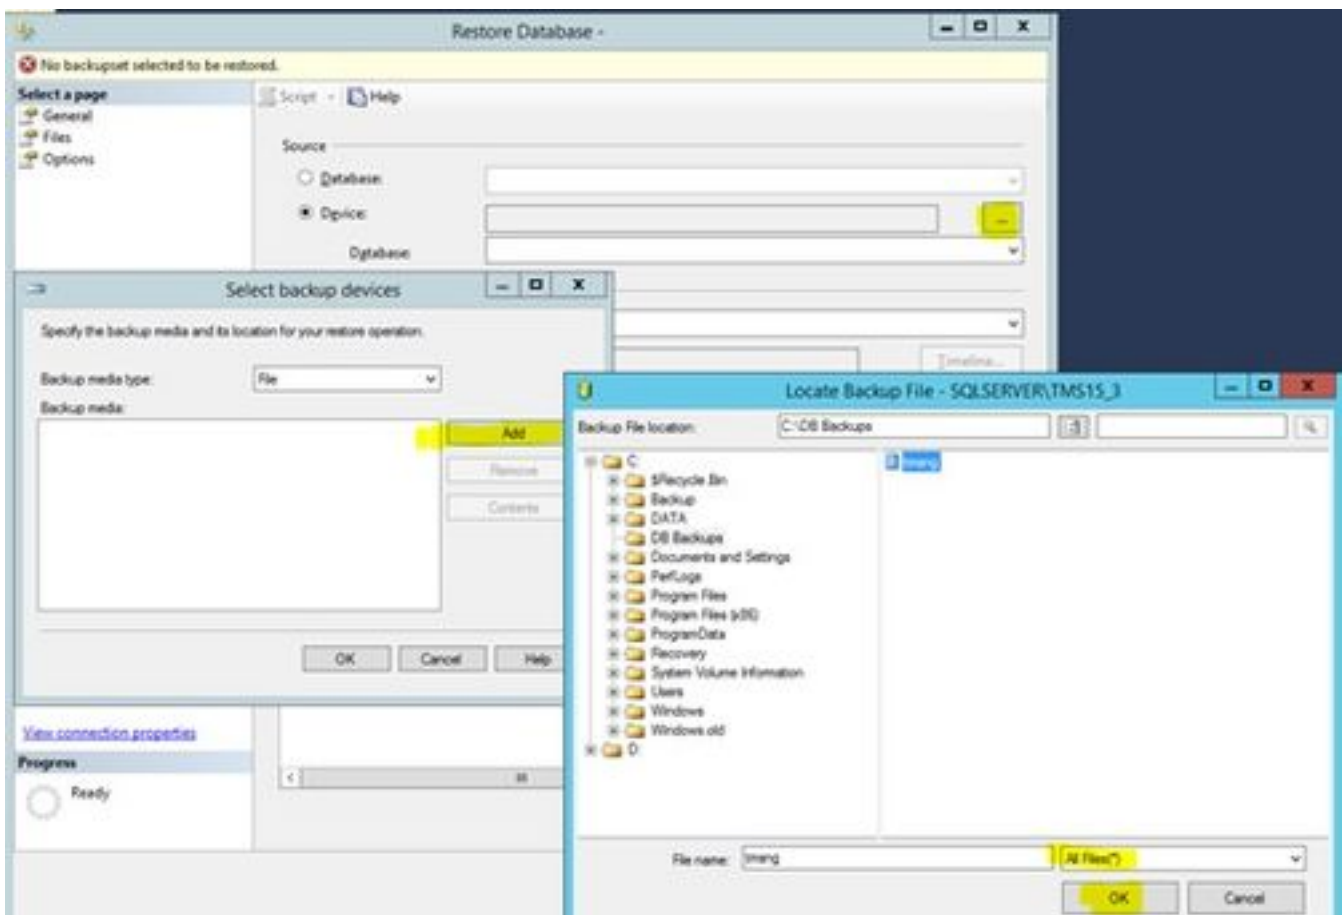 Restore Database -
No backupset selected to be restored.
Select a page
General
Files
Options
Script
Help
Source
Database:
Device:
...
Database:
Timeline...
Select backup devices
Specify the backup media and its location for your restore operation.
Backup media type:
File
Backup media:
Add
Remove
Contents
OK
Cancel
Help
View connection properties
Progress
Ready
Locate Backup File - SQLSERVER\TMS15_3
Backup File location:
C:\DB Backups
C:
$Recycle.Bin
Backup
DATA
DB Backups
Documents and Settings
PerfLogs
Program Files
Program Files (x86)
ProgramData
Recovery
System Volume Information
Users
Windows
Windows.old
D:
tmsng
File name:
tmsng
All Files(*)
OK
Cancel